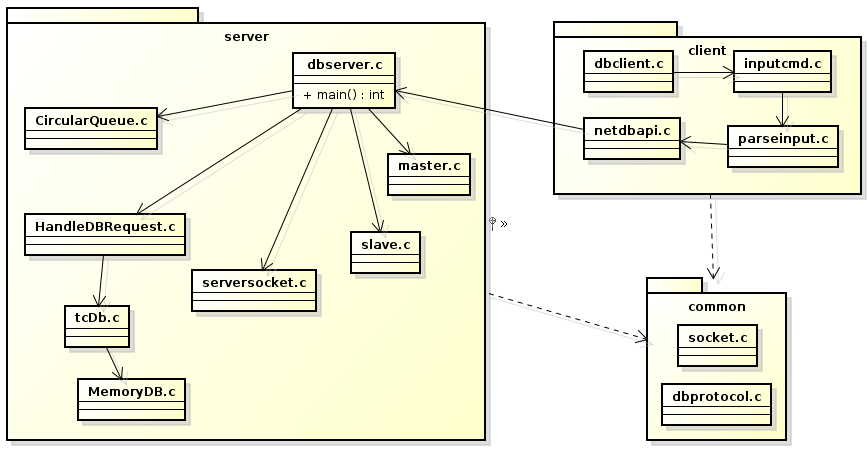 server
dbserver.c
+ main() : int
CircularQueue.c
master.c
HandleDBRequest.c
slave.c
serversocket.c
tcDb.c
MemoryDB.c
client
dbclient.c
inputcmd.c
netdbapi.c
parseinput.c
»
common
socket.c
dbprotocol.c